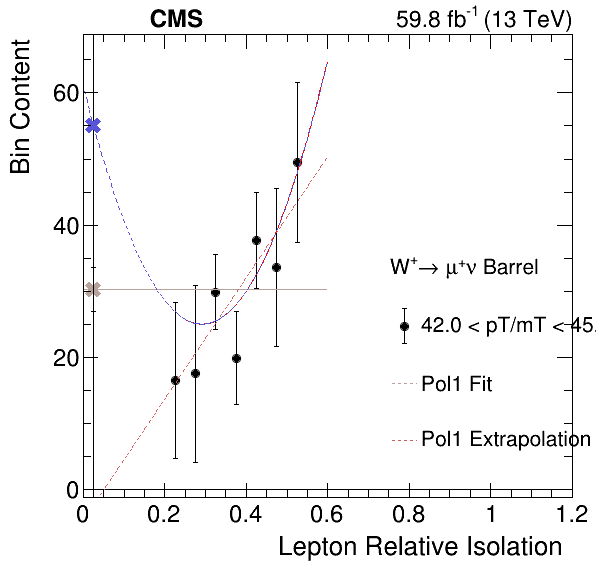 CMS 59.8 fb⁻¹ (13 TeV)
Bin Content
60
40
20
0
W⁺→ μ⁺ν Barrel
42.0 < pT/mT < 45.
Pol1 Fit
Pol1 Extrapolation
0 0.2 0.4 0.6 0.8 1 1.2
Lepton Relative Isolation